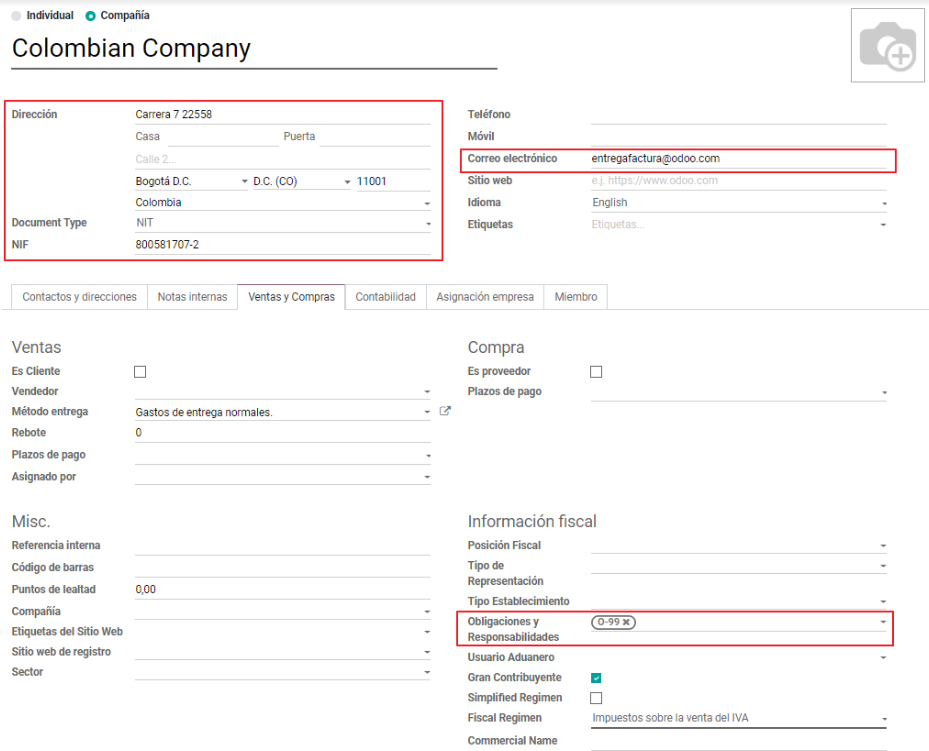 Individual Compañía
Colombian Company
Dirección Carrera 7 22558
Casa Puerta
Calle 2...
Bogotá D.C. D.C. (CO) 11001
Colombia
Document Type NIT
NIF 800581707-2
Teléfono
Móvil
Correo electrónico entregafactura@odoo.com
Sitio web e.j. https://www.odoo.com
Idioma English
Etiquetas Etiquetas...
Contactos y direcciones Notas internas Ventas y Compras Contabilidad Asignación empresa Miembro
Ventas
Es Cliente
Vendedor
Método entrega Gastos de entrega normales.
Rebote 0
Plazos de pago
Asignado por
Compra
Es proveedor
Plazos de pago
Misc.
Referencia interna
Código de barras
Puntos de lealtad 0,00
Compañía
Etiquetas del Sitio Web
Sitio web de registro
Sector
Información fiscal
Posición Fiscal
Tipo de
Representación
Tipo Establecimiento
Obligaciones y O-99
Responsabilidades
Usuario Aduanero
Gran Contribuyente
Simplified Regimen
Fiscal Regimen Impuestos sobre la venta del IVA
Commercial Name